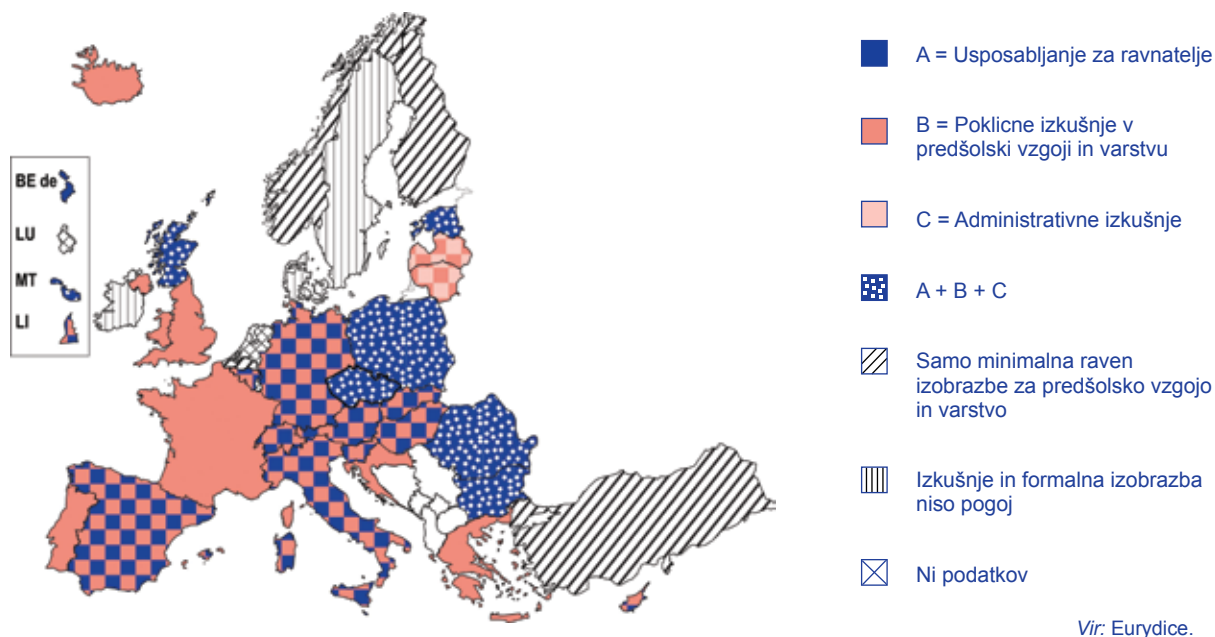 BE de
LU
MT
LI
A = Usposabljanje za ravnatelje
B = Poklicne izkušnje v
predšolski vzgoji in varstvu
C = Administrativne izkušnje
A + B + C
Samo minimalna raven
izobrazbe za predšolsko vzgojo
in varstvo
Izkušnje in formalna izobrazba
niso pogoj
Ni podatkov
Vir: Eurydice.